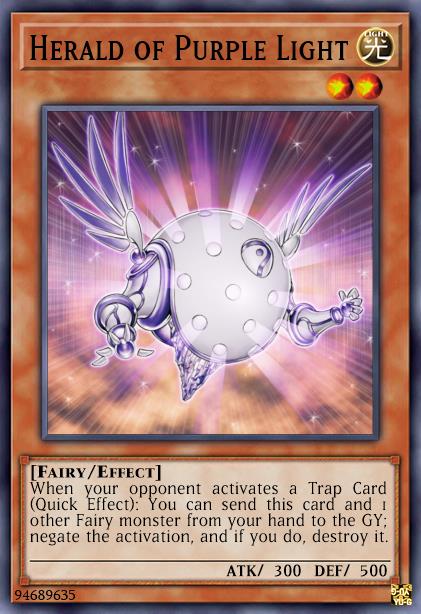 HERALD OF PURPLE LIGHT
LIGHT
光
[FAIRY/EFFECT]
When your opponent activates a Trap Card
(Quick Effect): You can send this card and 1
other Fairy monster from your hand to the GY;
negate the activation, and if you do, destroy it.
ATK/ 300 DEF/ 500
94689635